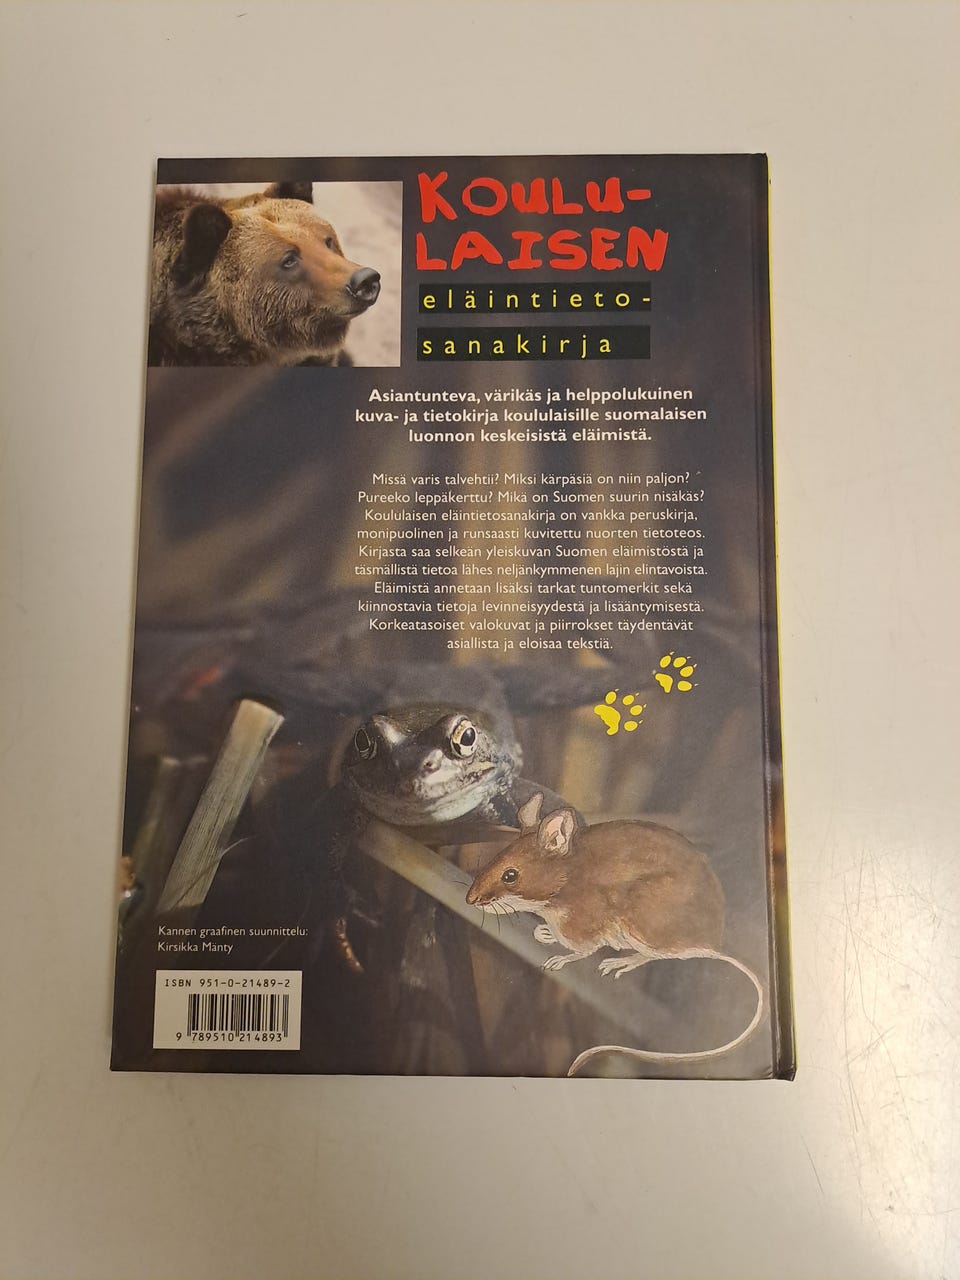 KOULU-
LAISEN
eläintieto-
sanakirja
Asiantunteva, värikäs ja helppolukuinen
kuva- ja tietokirja koululaisille suomalaisen
luonnon keskeisistä eläimistä.
Missä varis talvehtii? Miksi kärpäsiä on niin paljon?
Pureeko leppäkerttu? Mikä on Suomen suurin nisäkäs?
Koululaisen eläintietosanakirja on vankka peruskirja,
monipuolinen ja runsaasti kuvitettu nuorten tietoteos.
Kirjasta saa selkeän yleiskuvan Suomen eläimistöstä ja
täsmällistä tietoa lähes neljänkymmenen lajin elintavoista.
Eläimistä annetaan lisäksi tarkat tuntomerkit sekä
kiinnostavia tietoja levinneisyydestä ja lisääntymisestä.
Korkeatasoiset valokuvat ja piirrokset täydentävät
asiallista ja eloisaa tekstiä.
Kannen graafinen suunnittelu:
Kirsikka Mänty
ISBN 951-0-21489-2
9 789510 214893